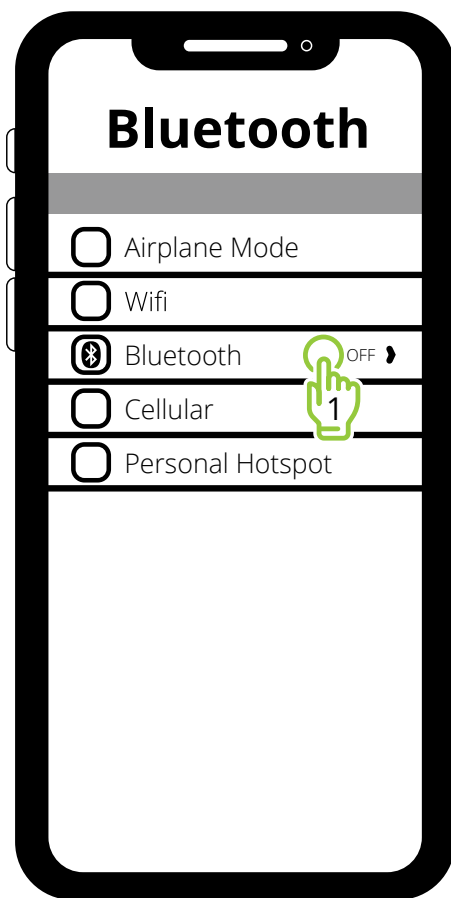 Bluetooth
Airplane Mode
Wifi
Bluetooth OFF
1
Cellular
Personal Hotspot